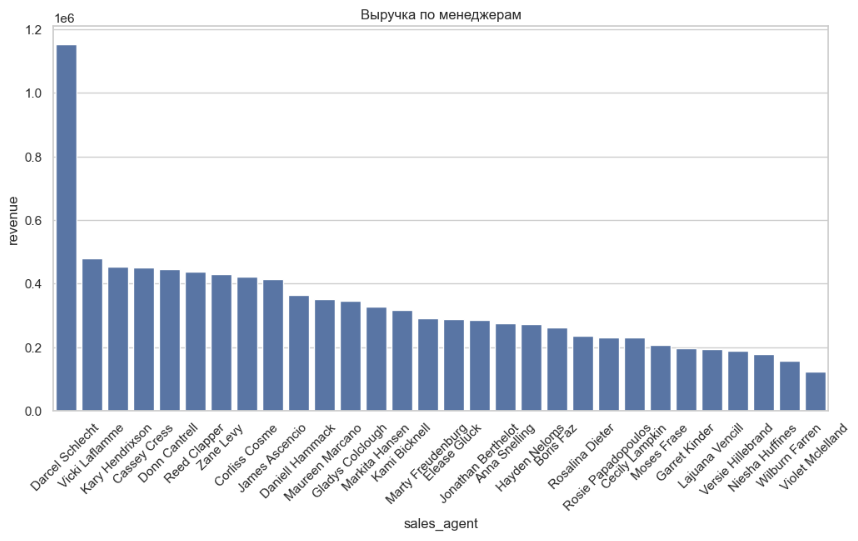 Выручка по менеджерам
1e6
1.2
1.0
0.8
0.6
0.4
0.2
0.0
revenue
Darcel Schlecht
Vicki Laflamme
Kary Hendrixson
Cassey Cress
Donn Cantrell
Reed Clapper
Zane Levy
Corliss Cosme
James Ascencio
Daniell Hammack
Maureen Marcano
Gladys Colclough
Markita Hansen
Kami Bicknell
Marty Freudenburg
Elease Gluck
Jonathan Berthelot
Anna Snelling
Hayden Neloms
Boris Faz
Rosalina Dieter
Rosie Papadopoulos
Cecily Lampkin
Moses Frase
Garret Kinder
Lajuana Vencill
Versie Hillebrand
Niesha Huffines
Wilburn Farren
Violet Mclelland
sales_agent